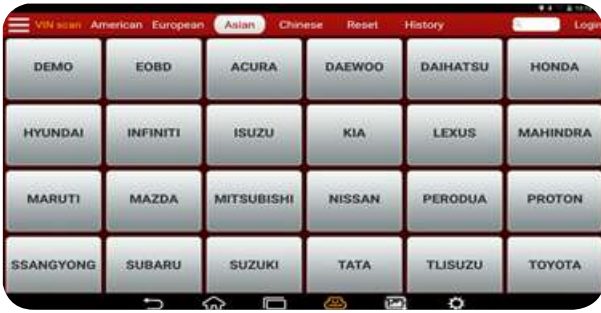 VIN scan American European Asian Chinese Reset History Login
DEMO EOBD ACURA DAEWOO DAIHATSU HONDA
HYUNDAI INFINITI ISUZU KIA LEXUS MAHINDRA
MARUTI MAZDA MITSUBISHI NISSAN PERODUA PROTON
SSANGYONG SUBARU SUZUKI TATA TLISUZU TOYOTA